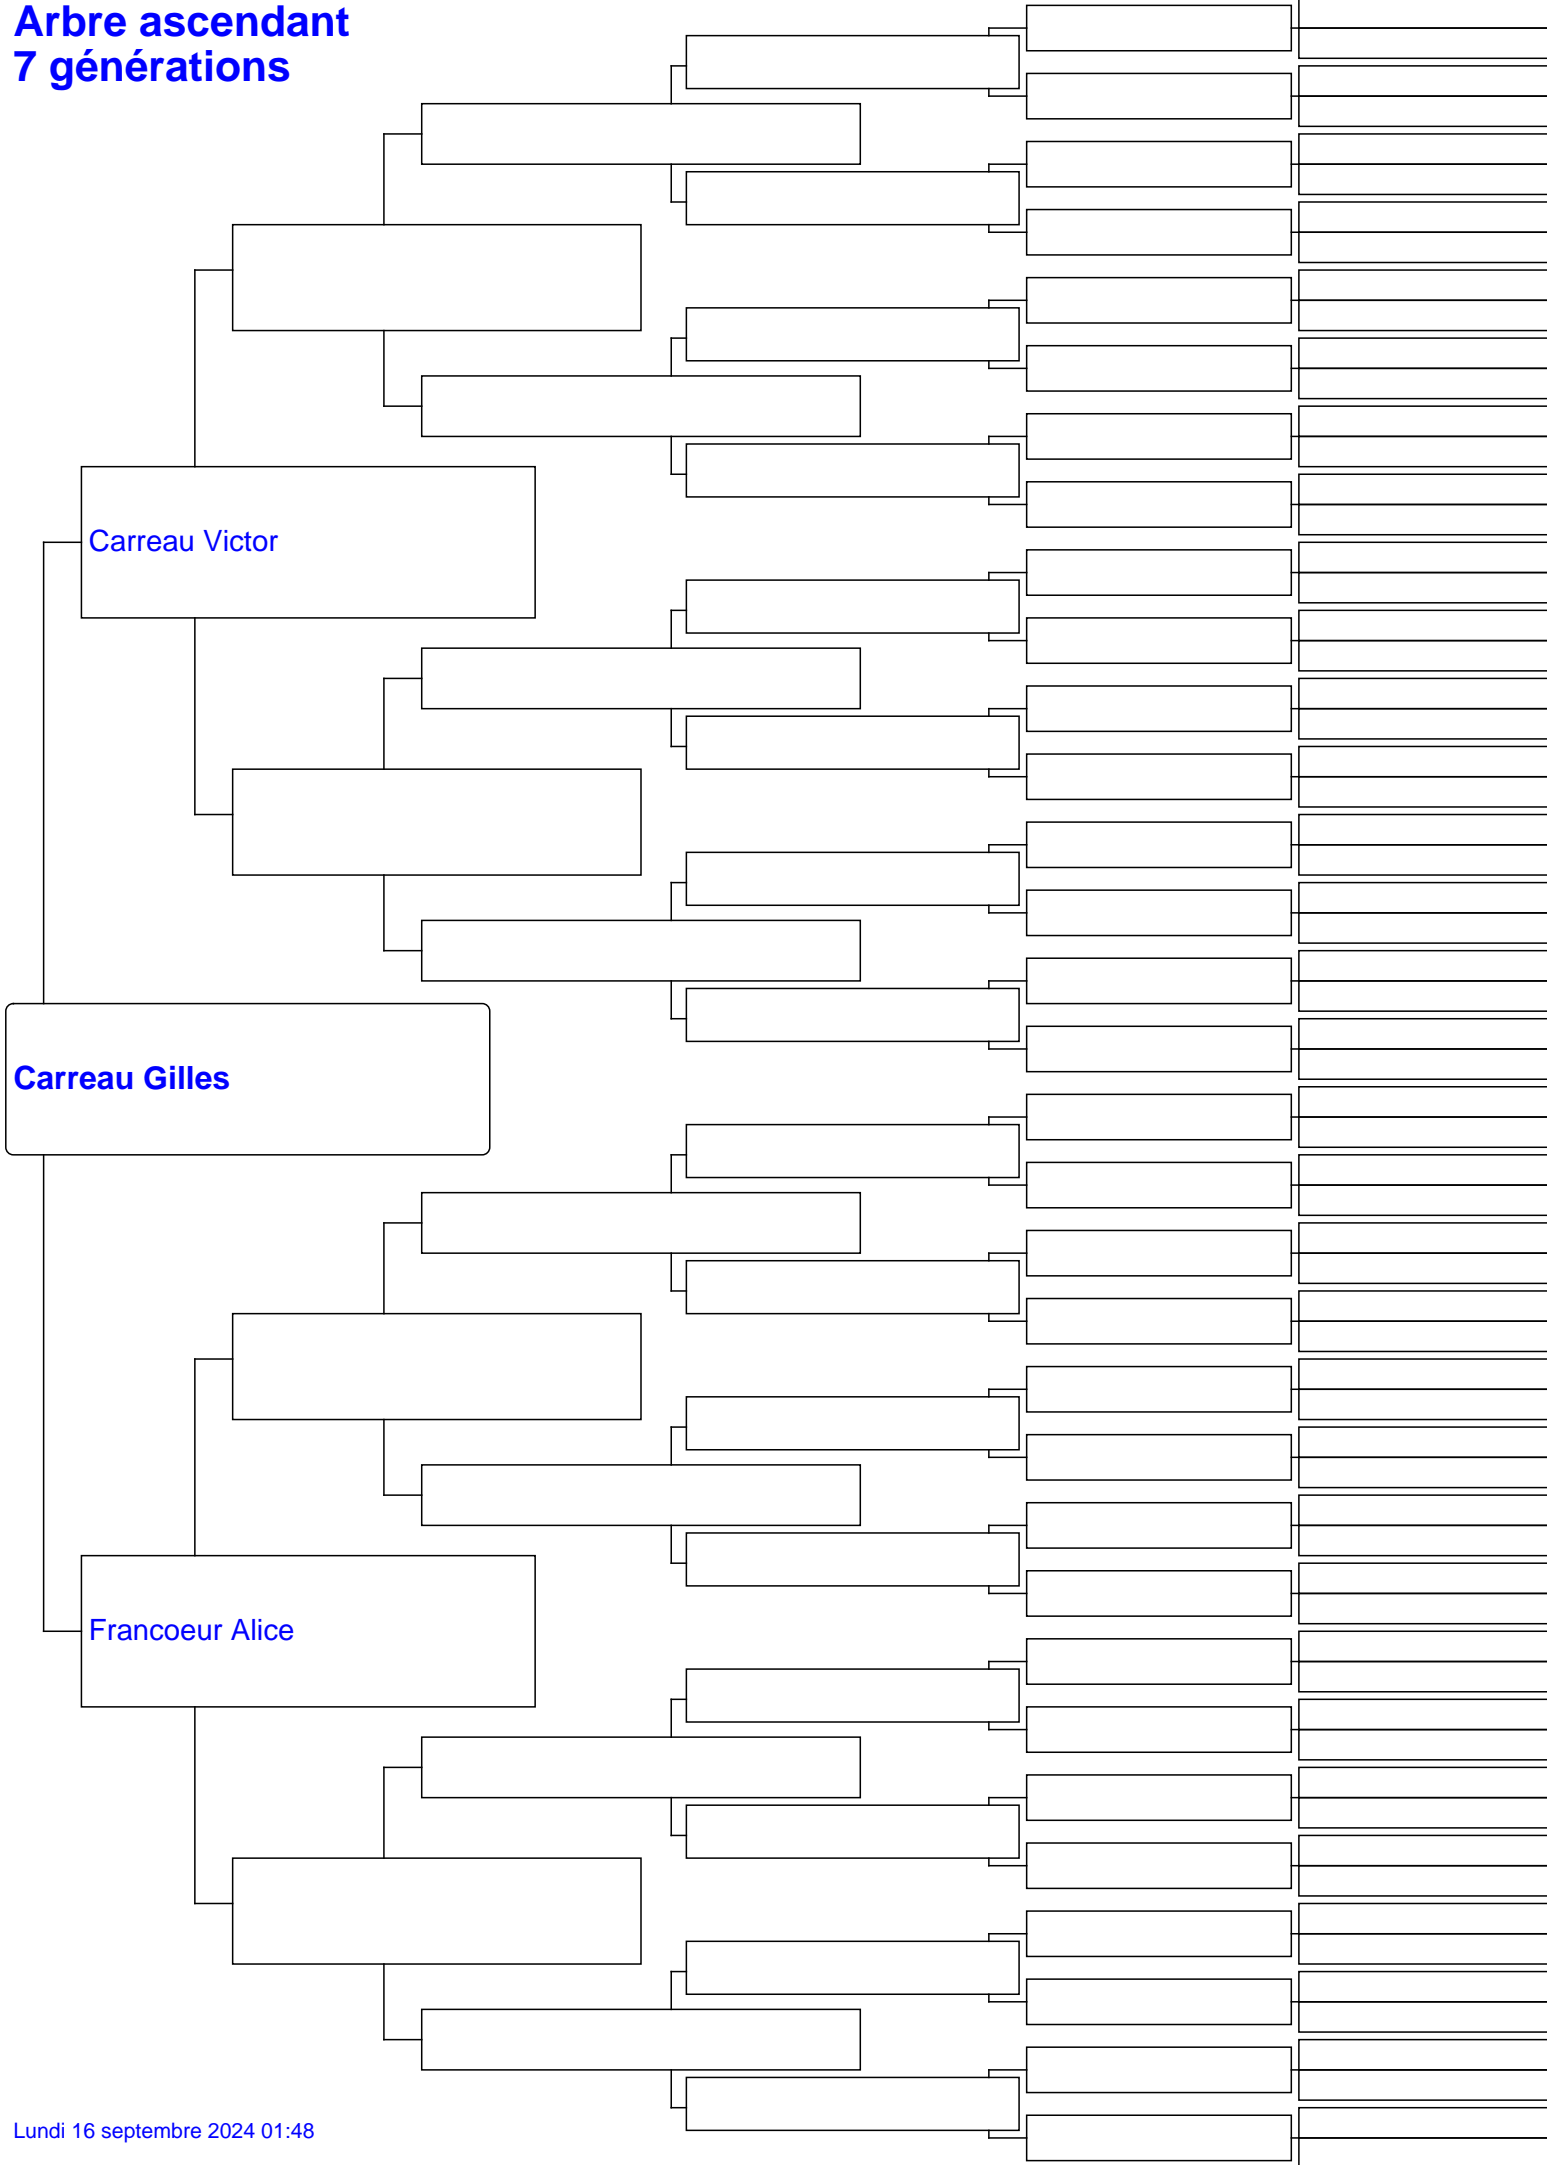 Arbre ascendant
7 générations
Carreau Victor
Carreau Gilles
Francoeur Alice
Lundi 16 septembre 2024 01:48